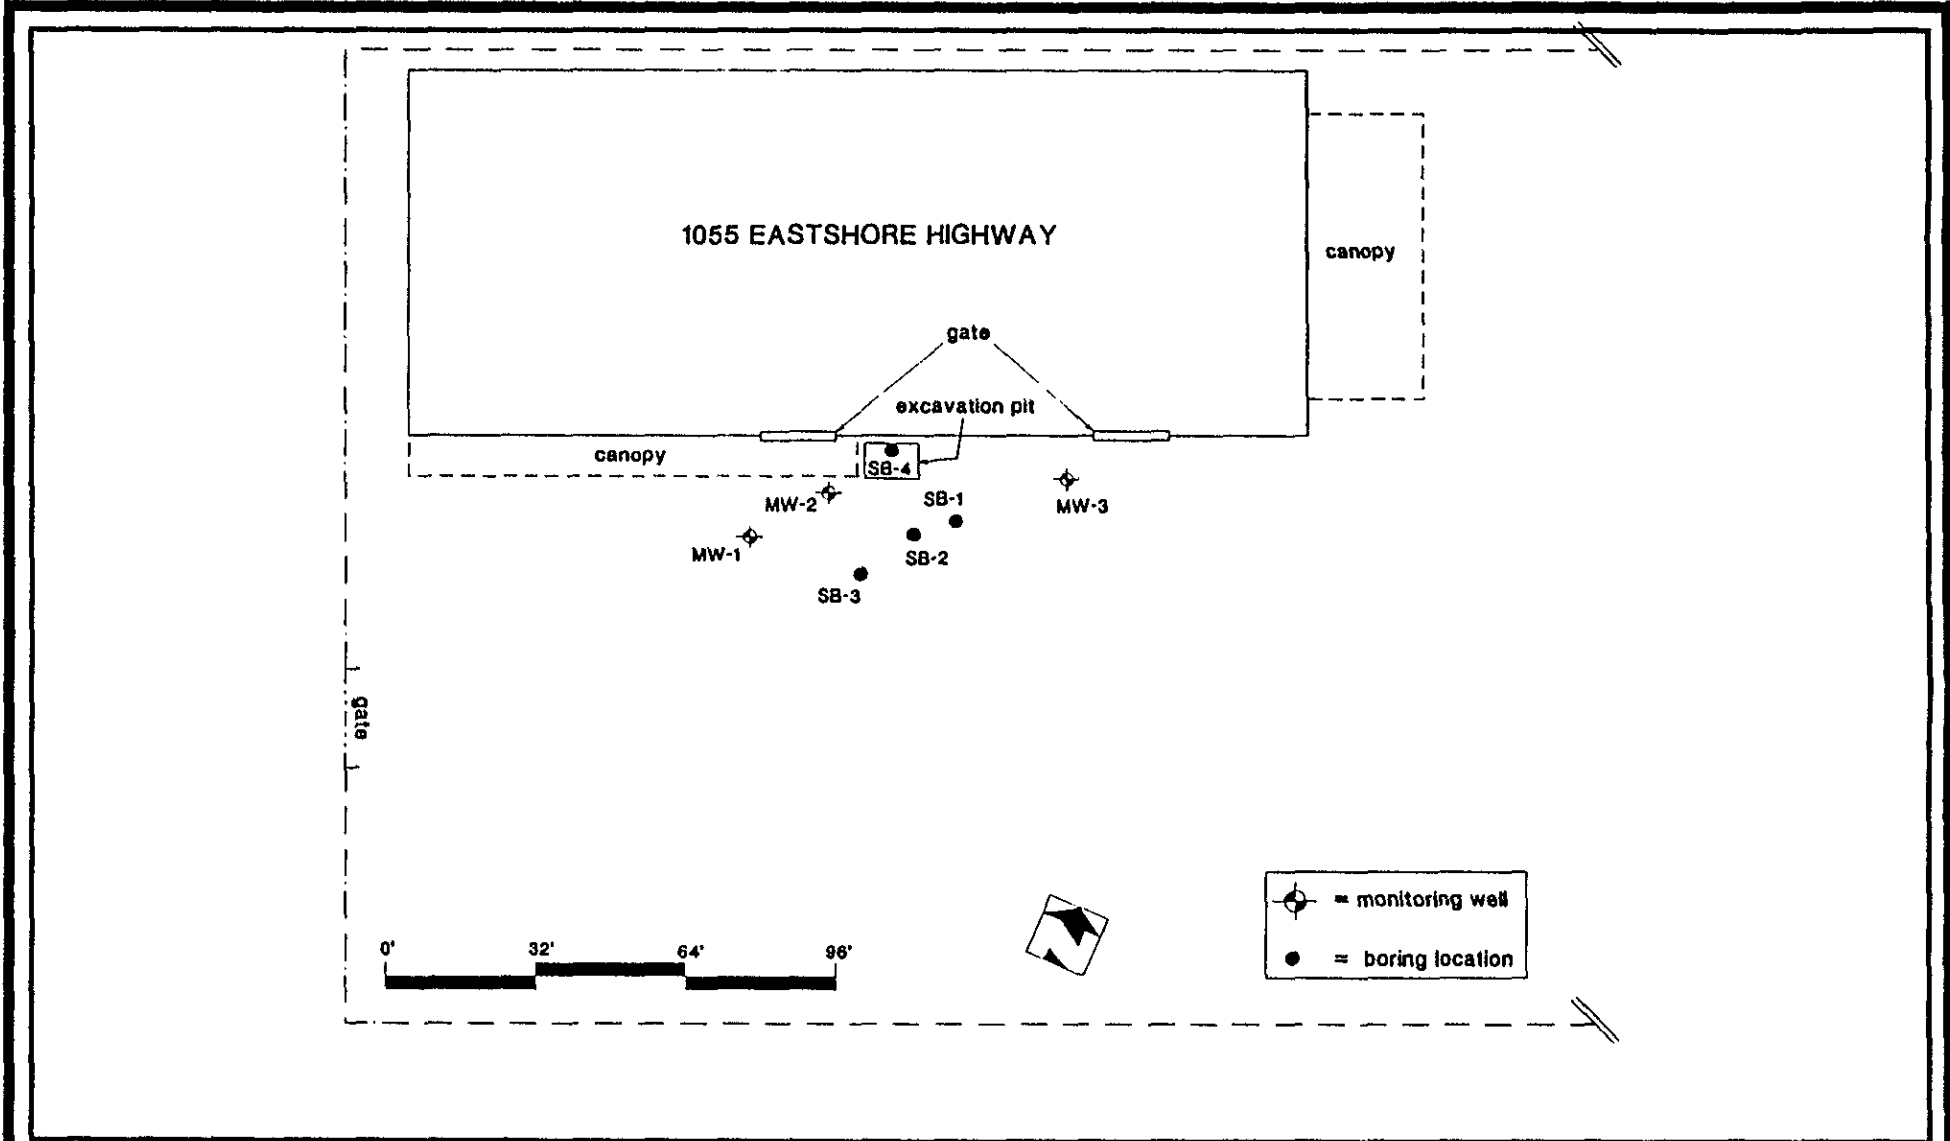 1055 EASTSHORE HIGHWAY
canopy
gate
excavation pit
canopy
SB-4
MW-2
SB-1
MW-3
MW-1
SB-2
SB-3
gate
= monitoring well
0' 32' 64' 96'
= boring location